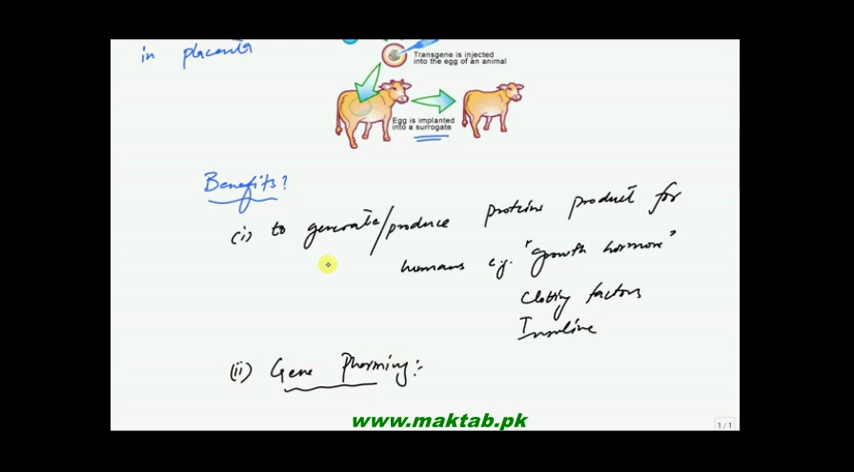 in placenta
Transgene is injected
into the egg of an animal
Egg is implanted
into a surrogate
Benefits?
(i) to generate/produce proteins product for
humans e.g. "growth hormone"
Clotting factors
Insuline
(ii) Gene Pharming:-
www.maktab.pk
1 / 1